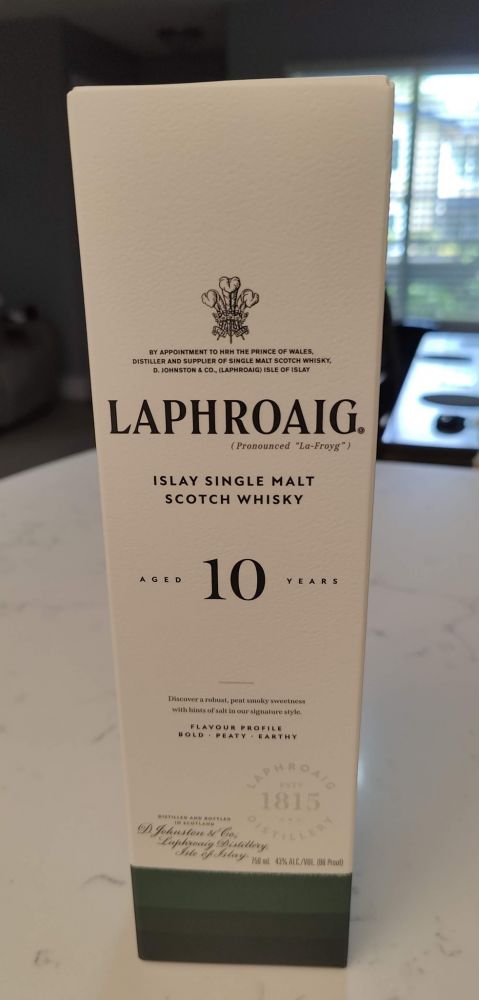 BY APPOINTMENT TO HRH THE PRINCE OF WALES,
DISTILLER AND SUPPLIER OF SINGLE MALT SCOTCH WHISKY,
D. JOHNSTON & CO., (LAPHROAIG) ISLE OF ISLAY
LAPHROAIG®
(Pronounced "La-Froyg")
ISLAY SINGLE MALT
SCOTCH WHISKY
AGED 10 YEARS
Discover a robust, peat smoky sweetness
with hints of salt in our signature style.
FLAVOUR PROFILE
BOLD · PEATY · EARTHY
LAPHROAIG
ESTD
1815
DISTILLERY
DISTILLED AND BOTTLED
IN SCOTLAND
D. Johnston & Co.,
Laphroaig Distillery,
Isle of Islay.
750 mL 43% ALC./VOL. (86 Proof)